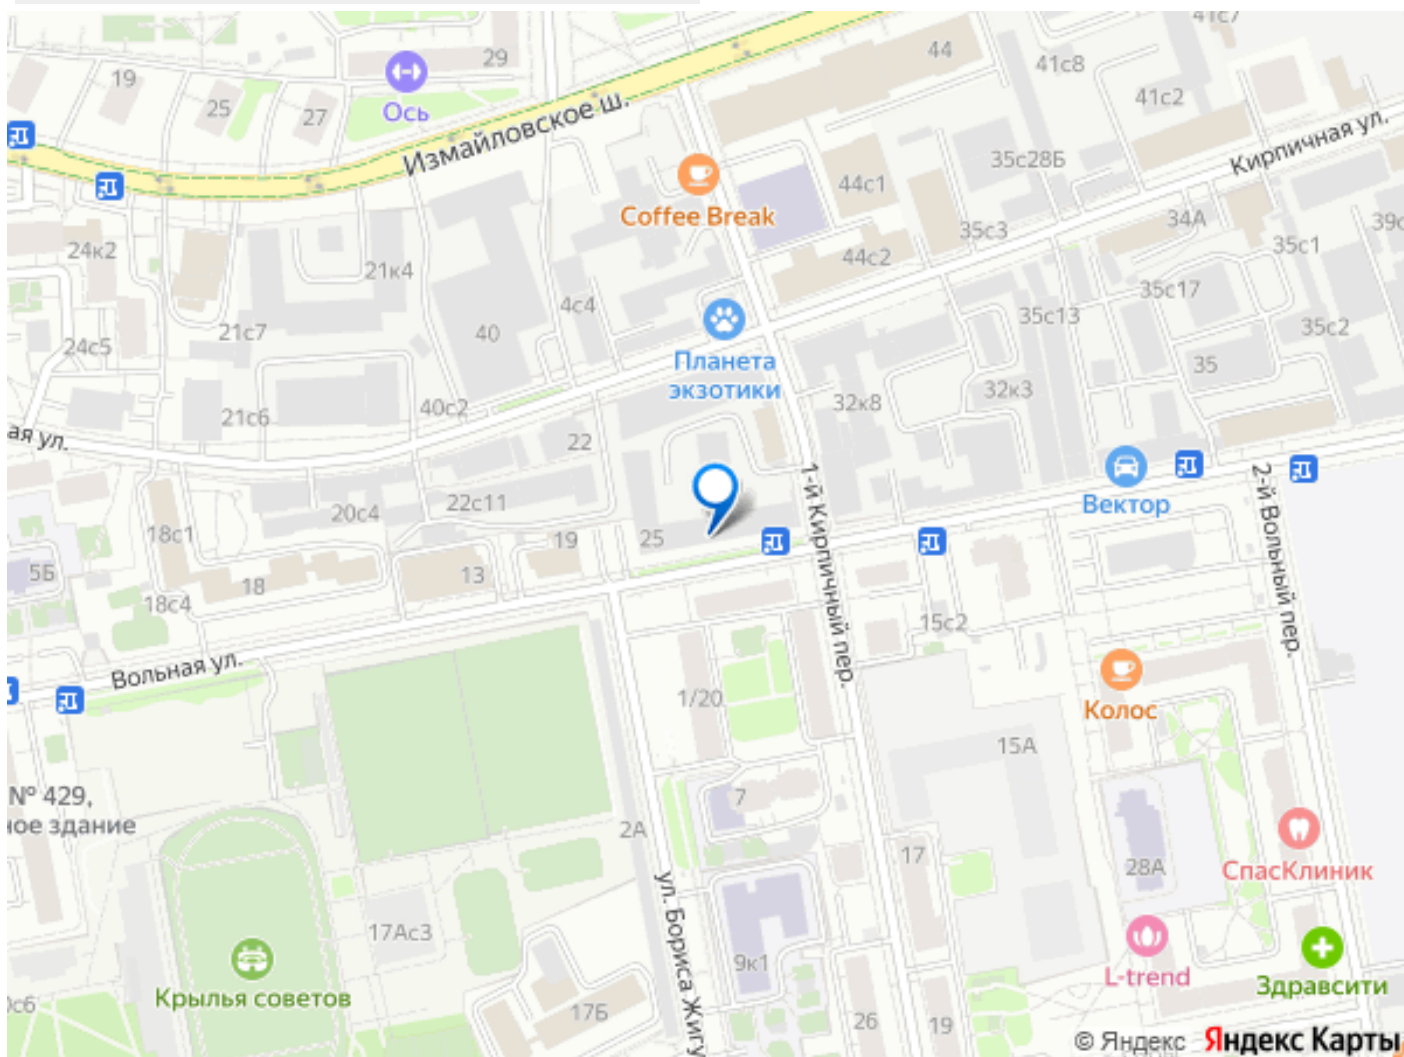 41с7
29
44
41с8
19
25
27
Ось
41с2
Измайловское ш.
Кирпичная ул.
35с28Б
44с1
Coffee Break
34А
39с
24к2
35с3
35с1
44с2
21к4
35с17
4с4
35с13
35с2
21с7
40
24с5
Планета
экзотики
35
32к3
32к8
40с2
21с6
ая ул.
22
1-й Кирпичный пер.
2-й Вольный пер.
22с11
Вектор
20с4
18с1
25
19
5Б
13
18
18с4
15с2
Вольная ул.
1/20
Колос
15А
№ 429,
ное здание
7
2А
17
28А
СпасКлиник
ул. Бориса Жигу
17Ас3
9к1
L-trend
Здравсити
Крылья советов
0с6
17Б
26
19
© Яндекс Яндекс Карты